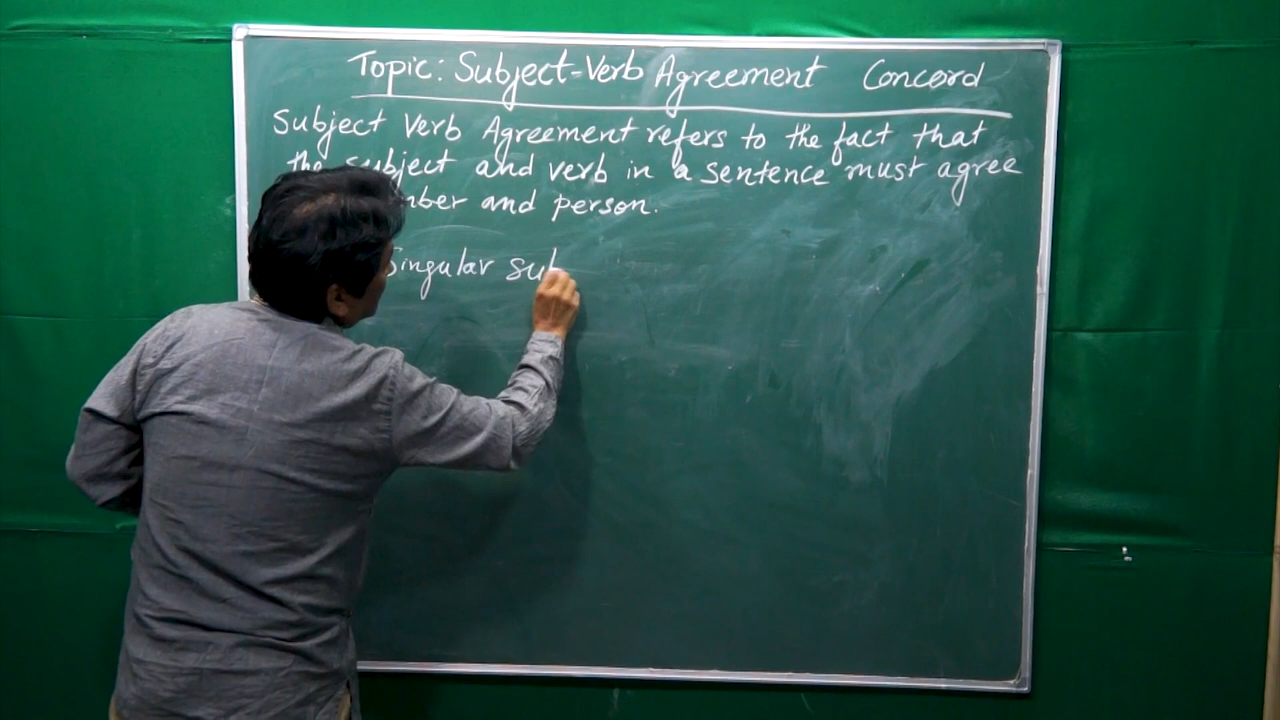 Topic: Subject-Verb Agreement Concord
Subject Verb Agreement refers to the fact that
the subject and verb in a sentence must agree
and person.
Singular sub